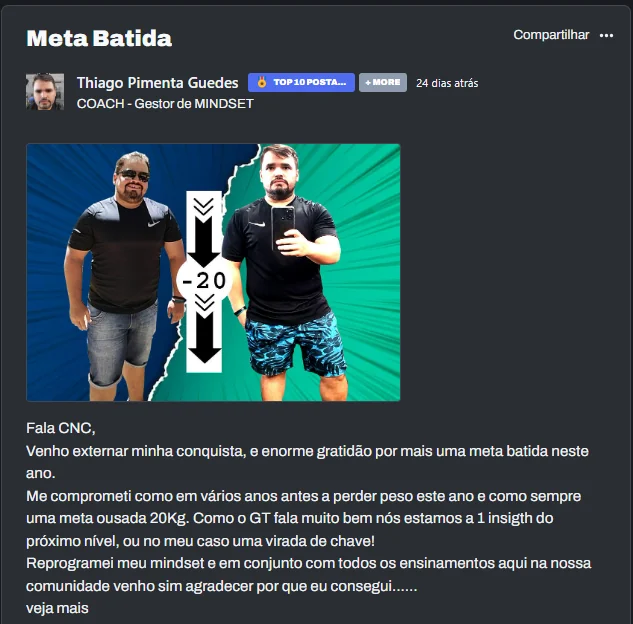 Meta Batida
Compartilhar
Thiago Pimenta Guedes
TOP 10 POSTA...
+ MORE
24 dias atrás
COACH - Gestor de MINDSET
-20
Fala CNC,
Venho externar minha conquista, e enorme gratidão por mais uma meta batida neste
ano.
Me comprometi como em vários anos antes a perder peso este ano e como sempre
uma meta ousada 20Kg. Como o GT fala muito bem nós estamos a 1 insigth do
próximo nível, ou no meu caso uma virada de chave!
Reprogramei meu mindset e em conjunto com todos os ensinamentos aqui na nossa
comunidade venho sim agradecer por que eu consegui......
veja mais